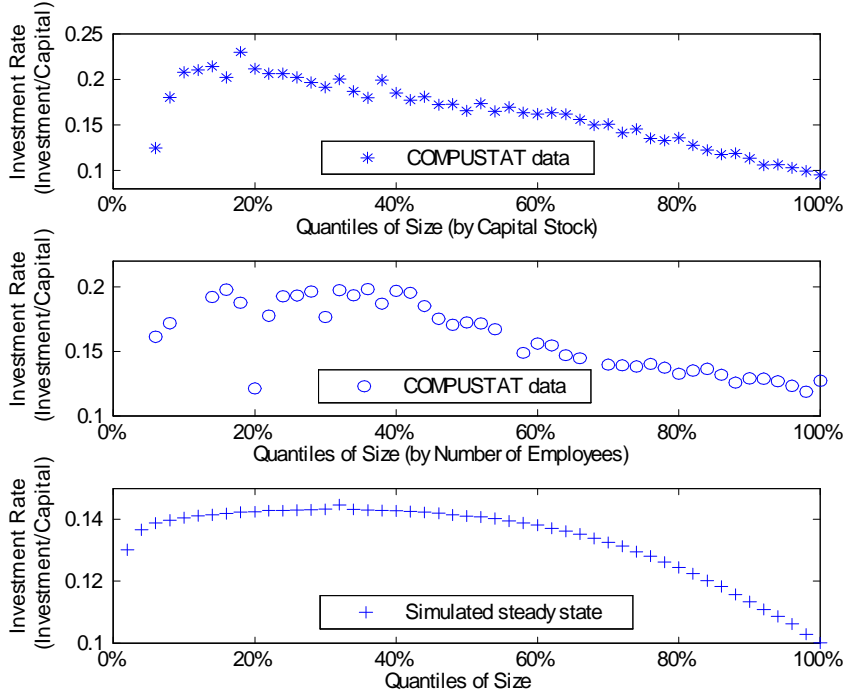 Investment Rate
(Investment/Capital)
0.25
0.2
0.15
0.1
COMPUSTAT data
0% 20% 40% 60% 80% 100%
Quantiles of Size (by Capital Stock)
Investment Rate
(Investment/Capital)
0.2
0.15
0.1
COMPUSTAT data
0% 20% 40% 60% 80% 100%
Quantiles of Size (by Number of Employees)
Investment Rate
(Investment/Capital)
0.14
0.12
0.1
Simulated steady state
0% 20% 40% 60% 80% 100%
Quantiles of Size